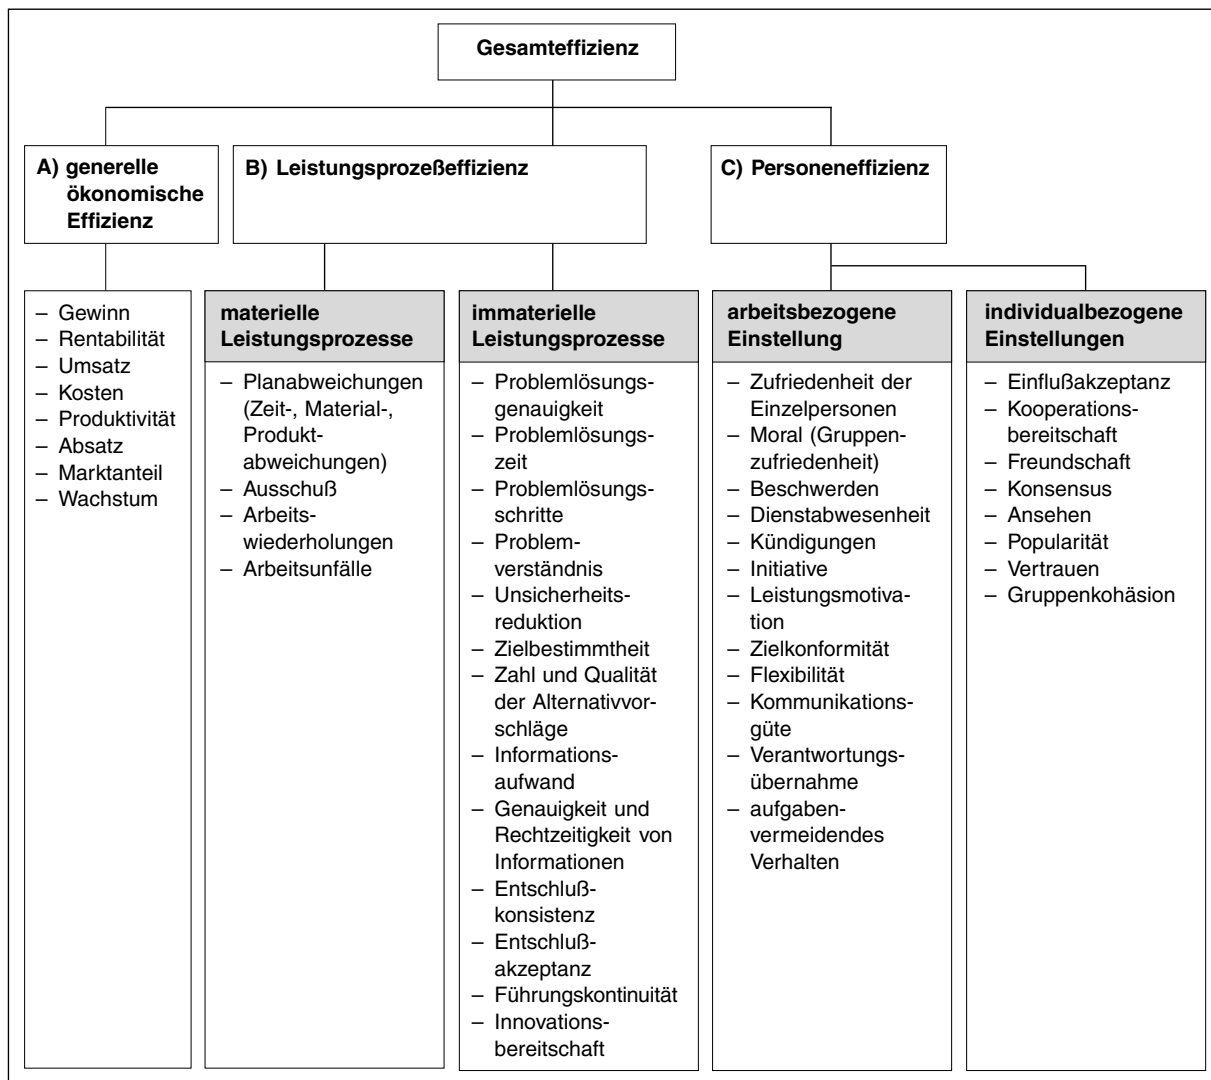 Gesamteffizienz
A) generelle
ökonomische
Effizienz
B) Leistungsprozeßeffizienz
C) Personeneffizienz
– Gewinn
– Rentabilität
– Umsatz
– Kosten
– Produktivität
– Absatz
– Marktanteil
– Wachstum
materielle
Leistungsprozesse
– Planabweichungen
(Zeit-, Material-,
Produkt-
abweichungen)
– Ausschuß
– Arbeits-
wiederholungen
– Arbeitsunfälle
immaterielle
Leistungsprozesse
– Problemlösungs-
genauigkeit
– Problemlösungs-
zeit
– Problemlösungs-
schritte
– Problem-
verständnis
– Unsicherheits-
reduktion
– Zielbestimmtheit
– Zahl und Qualität
der Alternativvor-
schläge
– Informations-
aufwand
– Genauigkeit und
Rechtzeitigkeit von
Informationen
– Entschluß-
konsistenz
– Entschluß-
akzeptanz
– Führungskontinuität
– Innovations-
bereitschaft
arbeitsbezogene
Einstellung
– Zufriedenheit der
Einzelpersonen
– Moral (Gruppen-
zufriedenheit)
– Beschwerden
– Dienstabwesenheit
– Kündigungen
– Initiative
– Leistungsmotiva-
tion
– Zielkonformität
– Flexibilität
– Kommunikations-
güte
– Verantwortungs-
übernahme
– aufgaben-
vermeidendes
Verhalten
individualbezogene
Einstellungen
– Einflußakzeptanz
– Kooperations-
bereitschaft
– Freundschaft
– Konsensus
– Ansehen
– Popularität
– Vertrauen
– Gruppenkohäsion